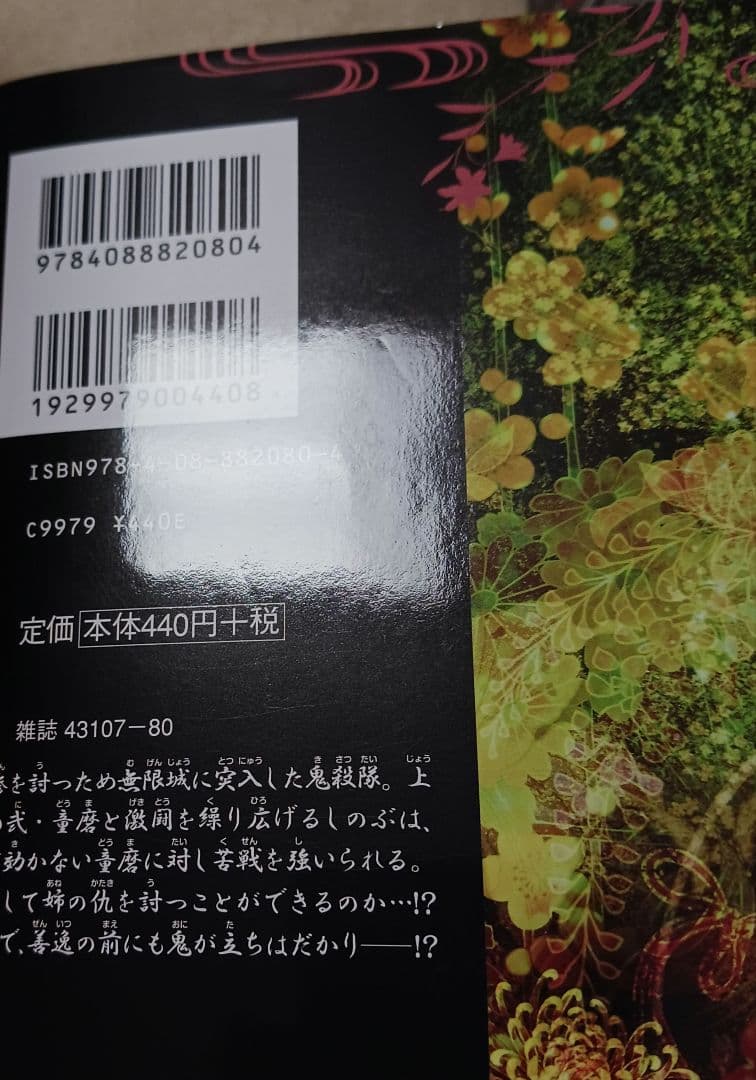 9784088820804
1929979004408
ISBN978-4-08-882080-4
C9979 ¥440E
定価 本体440円+税
雑誌 43107-80
を討つため無限城に突入した鬼殺隊。上
弐・童磨と激闘を繰り広げるしのぶは、
効かない童磨に対し苦戦を強いられる。
して姉の仇を討つことができるのか…!?
で、善逸の前にも鬼が立ちはだかり――!?